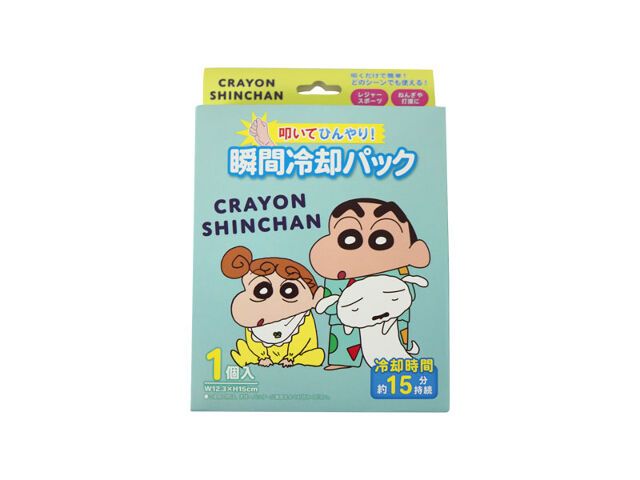 CRAYON
SHINCHAN
叩くだけで簡単!
どのシーンでも使える!
レジャー
スポーツ
ねんざや
打撲に
叩いてひんやり!
瞬間冷却パック
CRAYON
SHINCHAN
1個入
W12.3×H15cm
冷却時間
約15分
持続